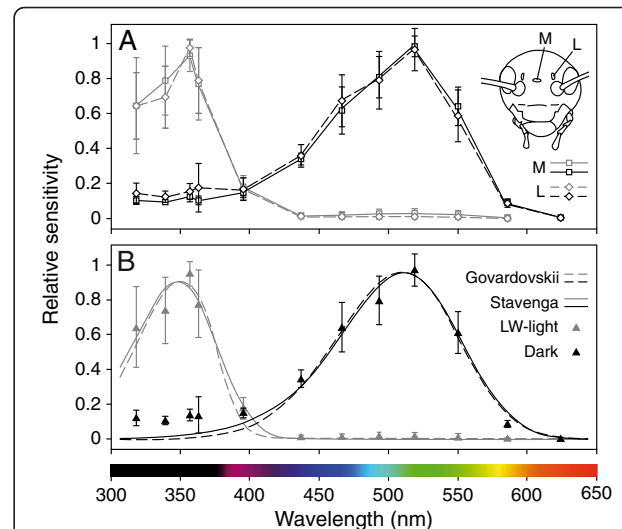 A
M
L
1
0.8
0.6
0.4
0.2
0
M
L
Relative sensitivity
B
1
0.8
0.6
0.4
0.2
0
Govardovskii
Stavenga
LW-light
Dark
300 350 400 450 500 550 600 650
Wavelength (nm)